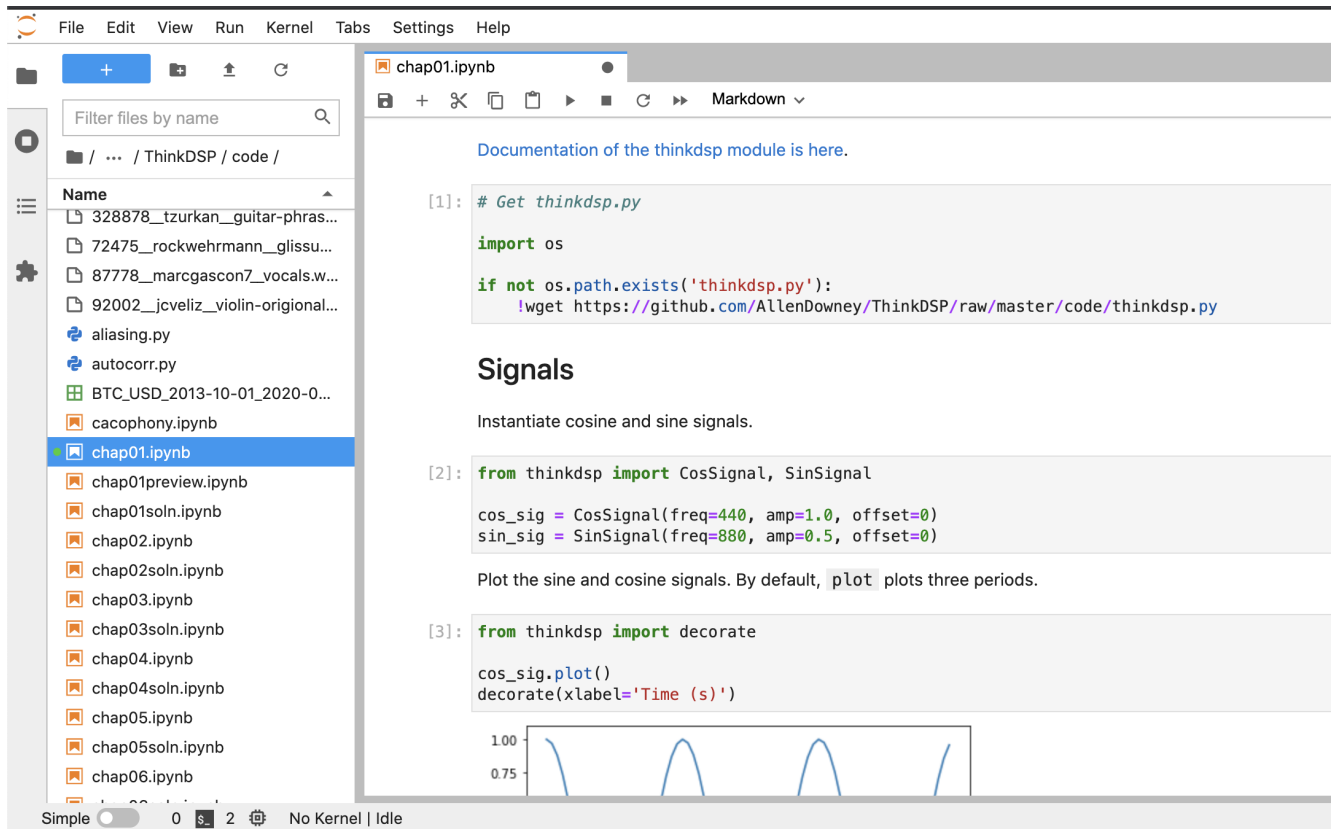 File Edit View Run Kernel Tabs Settings Help
+
Filter files by name
/ ··· / ThinkDSP / code /
Name
328878__tzurkan__guitar-phras...
72475__rockwehrmann__glissu...
87778__marcgascon7__vocals.w...
92002__jcveliz__violin-origional...
aliasing.py
autocorr.py
BTC_USD_2013-10-01_2020-0...
cacophony.ipynb
chap01.ipynb
chap01preview.ipynb
chap01soln.ipynb
chap02.ipynb
chap02soln.ipynb
chap03.ipynb
chap03soln.ipynb
chap04.ipynb
chap04soln.ipynb
chap05.ipynb
chap05soln.ipynb
chap06.ipynb
chap01.ipynb
Markdown
Documentation of the thinkdsp module is here.
[1]: # Get thinkdsp.py
import os
if not os.path.exists('thinkdsp.py'):
!wget https://github.com/AllenDowney/ThinkDSP/raw/master/code/thinkdsp.py
Signals
Instantiate cosine and sine signals.
[2]: from thinkdsp import CosSignal, SinSignal
cos_sig = CosSignal(freq=440, amp=1.0, offset=0)
sin_sig = SinSignal(freq=880, amp=0.5, offset=0)
Plot the sine and cosine signals. By default, plot plots three periods.
[3]: from thinkdsp import decorate
cos_sig.plot()
decorate(xlabel='Time (s)')
1.00
0.75
Simple 0 $_ 2 No Kernel | Idle